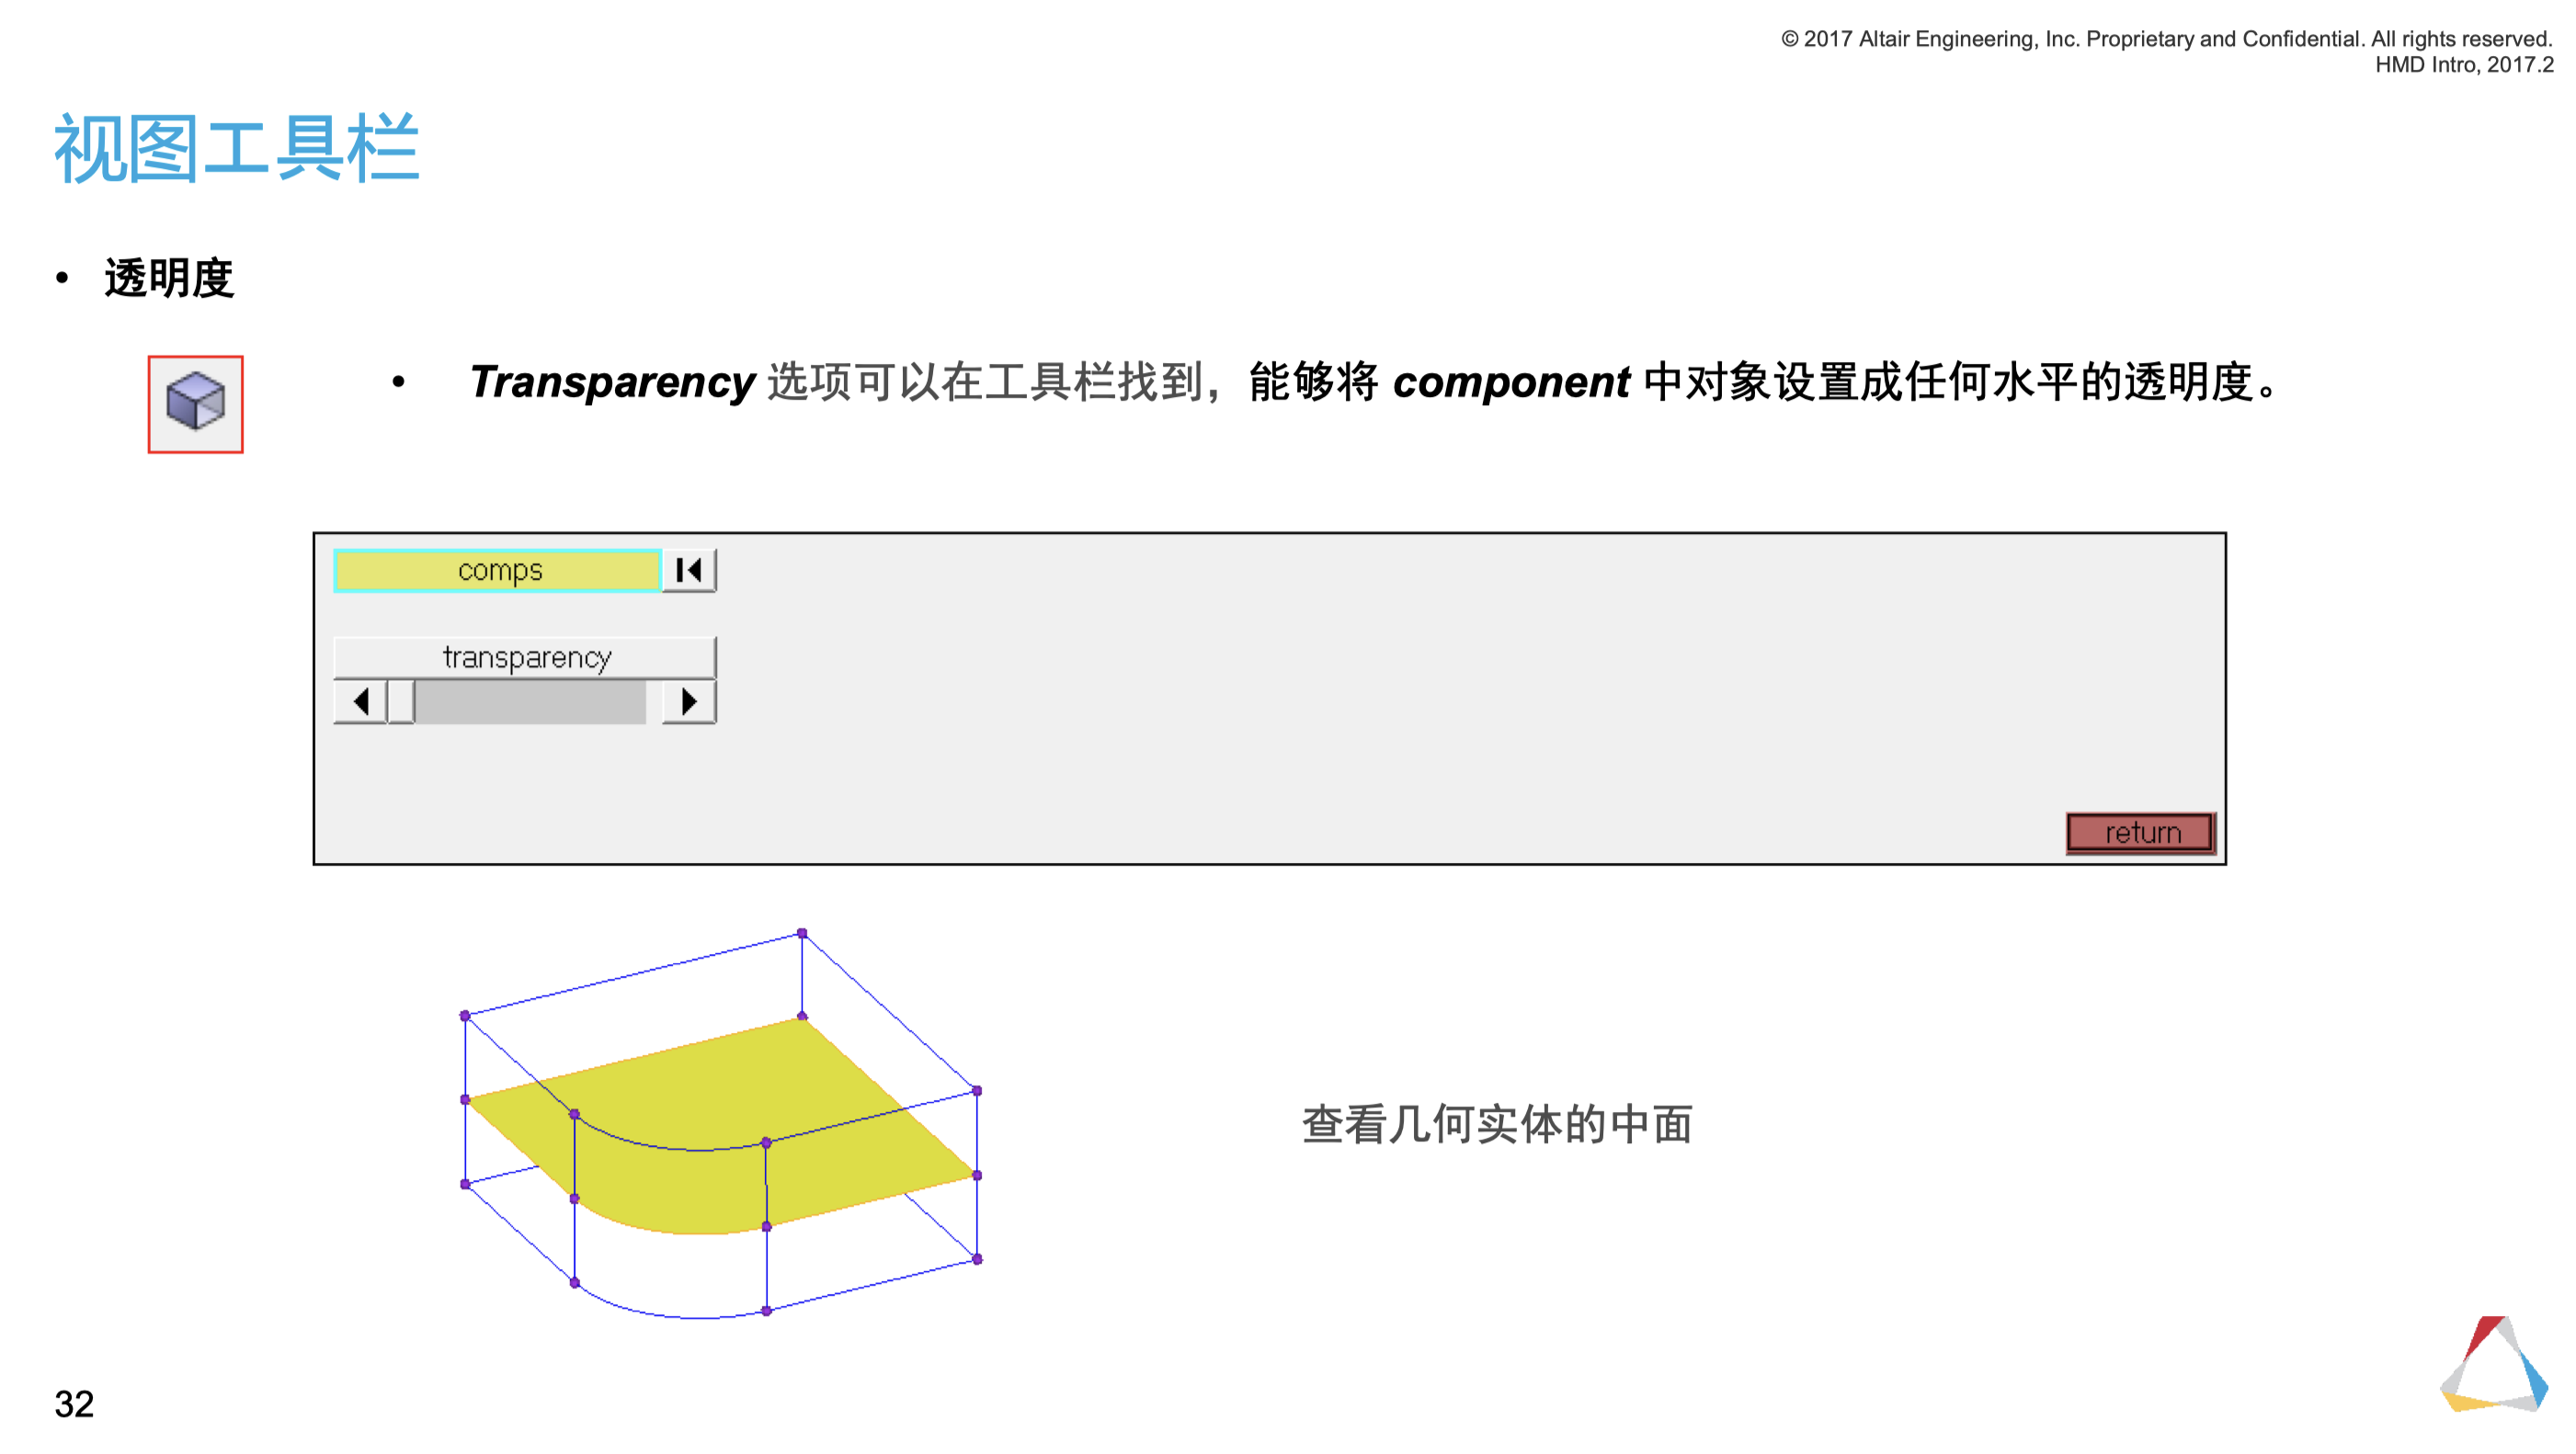 © 2017 Altair Engineering, Inc. Proprietary and Confidential. All rights reserved.
HMD Intro, 2017.2
视图工具栏
• 透明度
• Transparency 选项可以在工具栏找到，能够将 component 中对象设置成任何水平的透明度。
comps
transparency
return
查看几何实体的中面
32